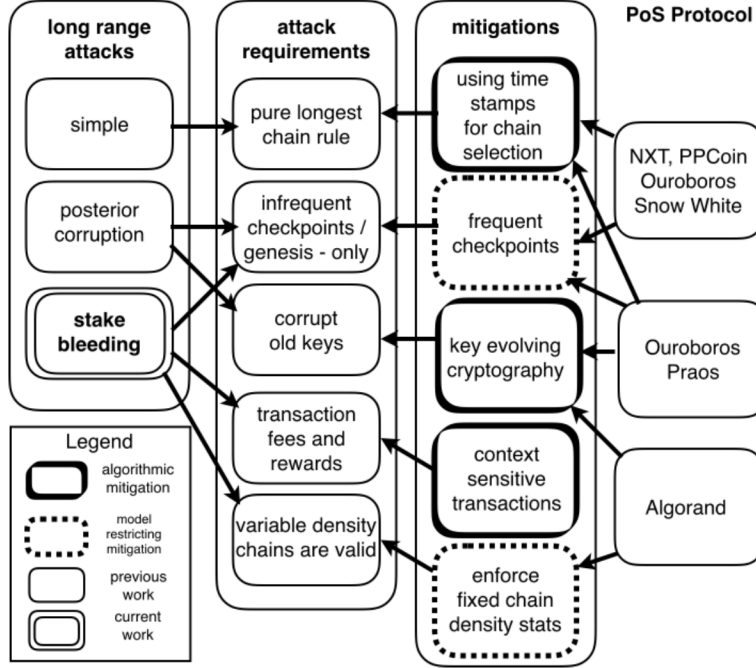 long range
attacks
simple
posterior
corruption
stake
bleeding
attack
requirements
pure longest
chain rule
infrequent
checkpoints /
genesis - only
corrupt
old keys
transaction
fees and
rewards
variable density
chains are valid
mitigations
using time
stamps
for chain
selection
frequent
checkpoints
key evolving
cryptography
context
sensitive
transactions
enforce
fixed chain
density stats
PoS Protocol
NXT, PPCoin
Ouroboros
Snow White
Ouroboros
Praos
Algorand
Legend
algorithmic
mitigation
model
restricting
mitigation
previous
work
current
work